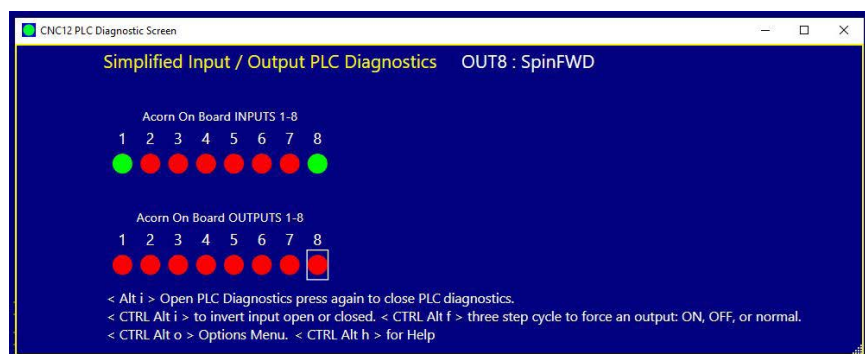 CNC12 PLC Diagnostic Screen
Simplified Input / Output PLC Diagnostics OUT8 : SpinFWD
Acorn On Board INPUTS 1-8
1 2 3 4 5 6 7 8
Acorn On Board OUTPUTS 1-8
1 2 3 4 5 6 7 8
< Alt i > Open PLC Diagnostics press again to close PLC diagnostics.
< CTRL Alt i > to invert input open or closed. < CTRL Alt f > three step cycle to force an output: ON, OFF, or normal.
< CTRL Alt o > Options Menu. < CTRL Alt h > for Help